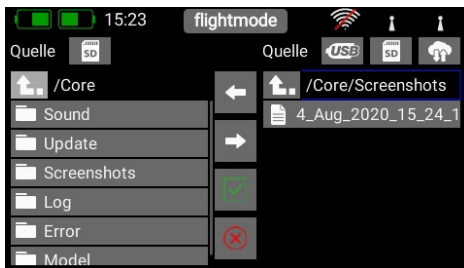 15:23 flightmode
Quelle SD Quelle USB SD
/Core /Core/Screenshots
Sound 4_Aug_2020_15_24_1
Update
Screenshots
Log
Error
Model